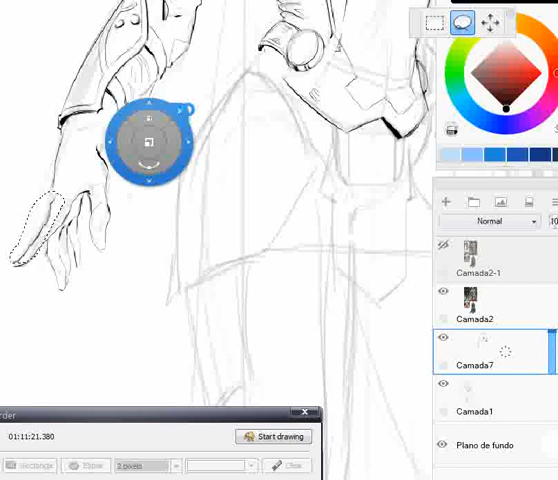 Normal
Camada2-1
Camada2
Camada7
Camada1
Plano de fundo
rder
01:11:21.380
Start drawing
Rectangle
Elipse
2 pixels
Clear